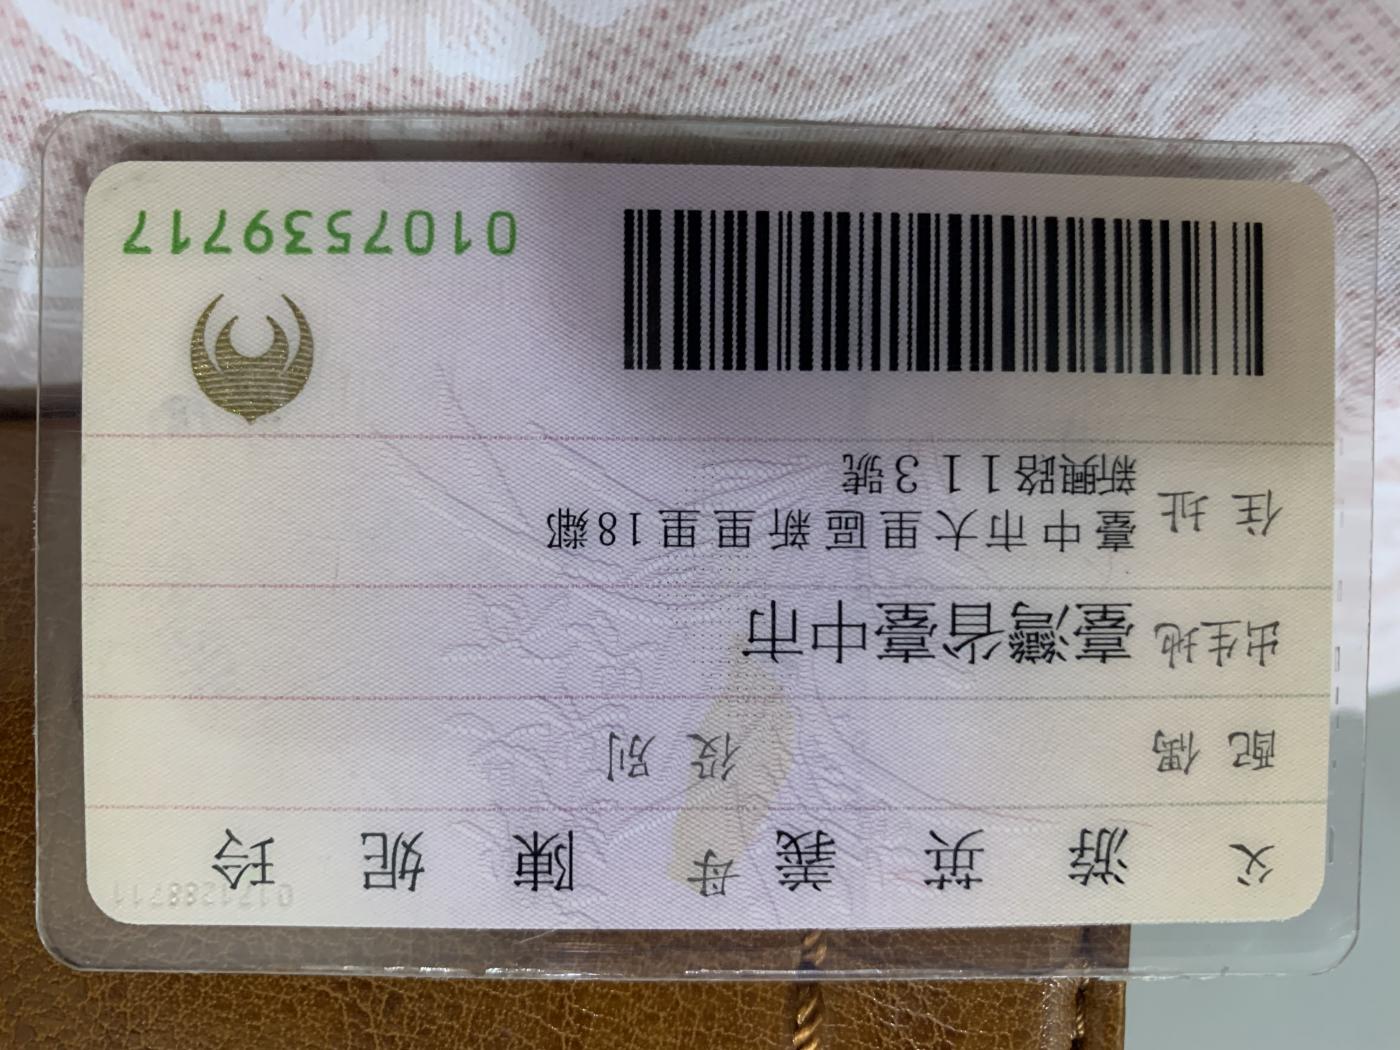 父 游英義 母 陳妮玲
配偶 役別
出生地 臺灣省臺中市
住址 臺中市大里區新里里18鄰
新興路113號
0107539717
0171288711